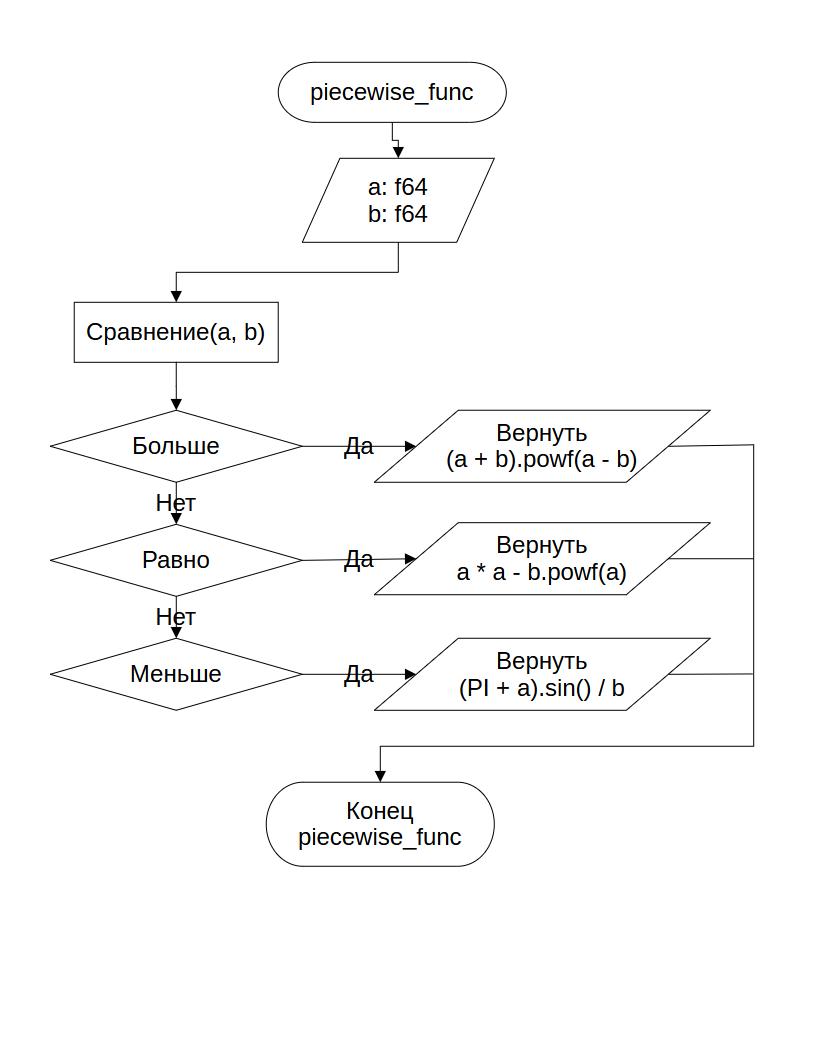 piecewise_func
a: f64
b: f64
Сравнение(a, b)
Больше
Да
Вернуть
(a + b).powf(a - b)
Нет
Равно
Да
Вернуть
a * a - b.powf(a)
Нет
Меньше
Да
Вернуть
(PI + a).sin() / b
Конец
piecewise_func